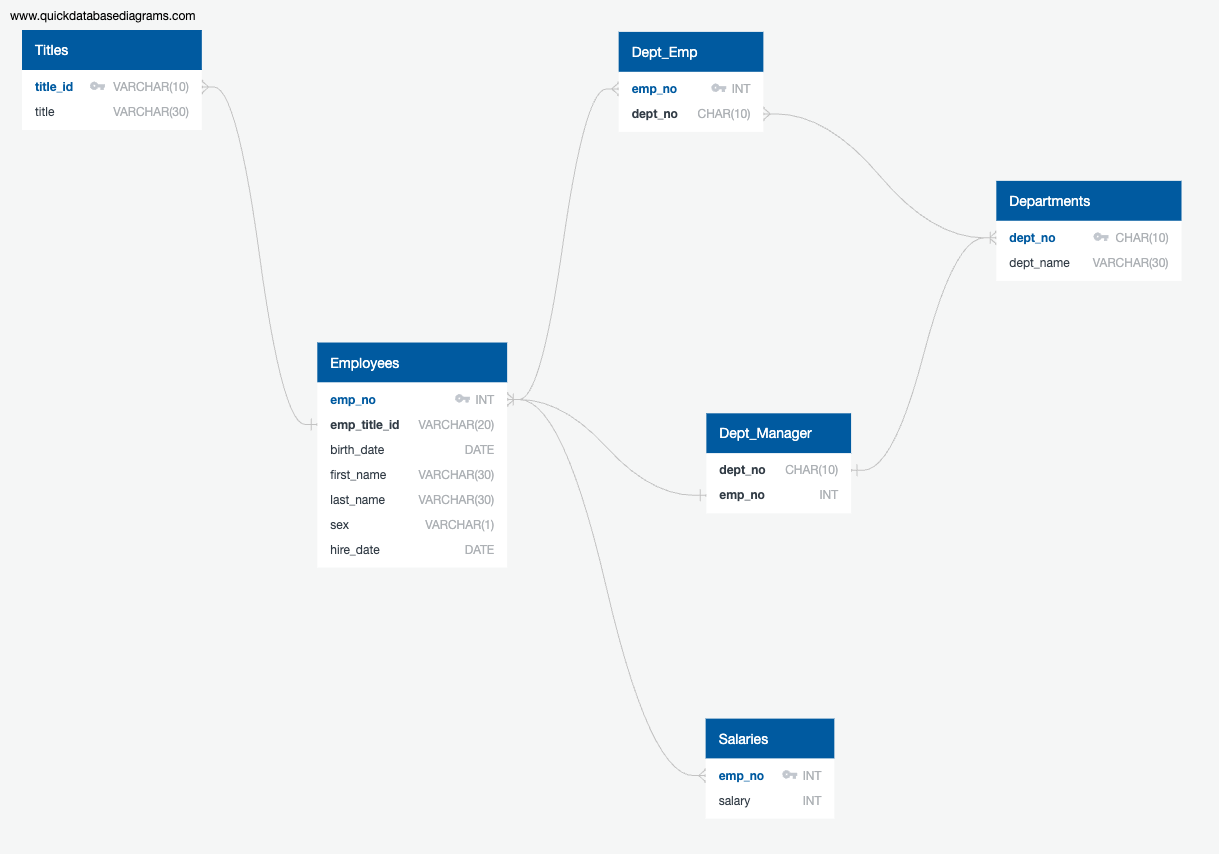 www.quickdatabasediagrams.com
Titles
title_id VARCHAR(10)
title VARCHAR(30)
Dept_Emp
emp_no INT
dept_no CHAR(10)
Departments
dept_no CHAR(10)
dept_name VARCHAR(30)
Employees
emp_no INT
emp_title_id VARCHAR(20)
birth_date DATE
first_name VARCHAR(30)
last_name VARCHAR(30)
sex VARCHAR(1)
hire_date DATE
Dept_Manager
dept_no CHAR(10)
emp_no INT
Salaries
emp_no INT
salary INT